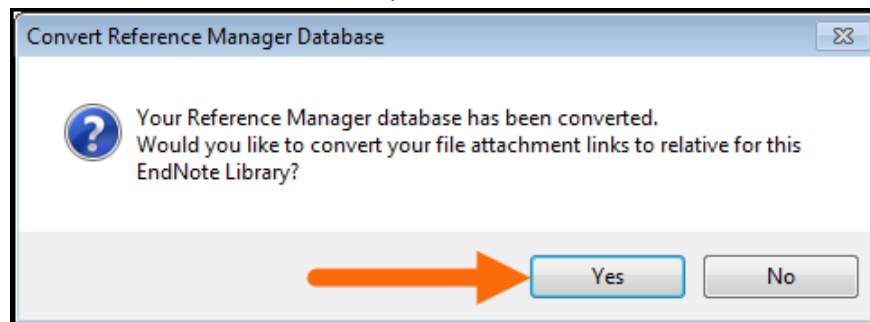 Convert Reference Manager Database
Your Reference Manager database has been converted.
Would you like to convert your file attachment links to relative for this
EndNote Library?
Yes
No